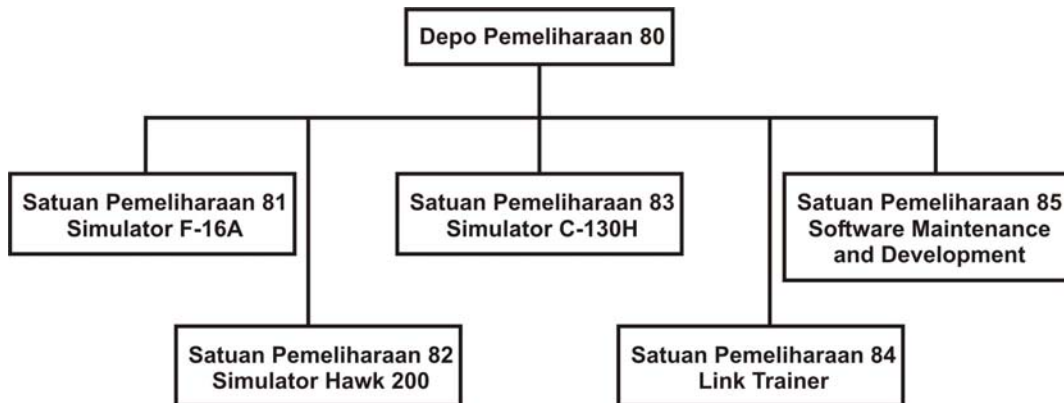 Depo Pemeliharaan 80
Satuan Pemeliharaan 81
Simulator F-16A
Satuan Pemeliharaan 83
Simulator C-130H
Satuan Pemeliharaan 85
Software Maintenance
and Development
Satuan Pemeliharaan 82
Simulator Hawk 200
Satuan Pemeliharaan 84
Link Trainer